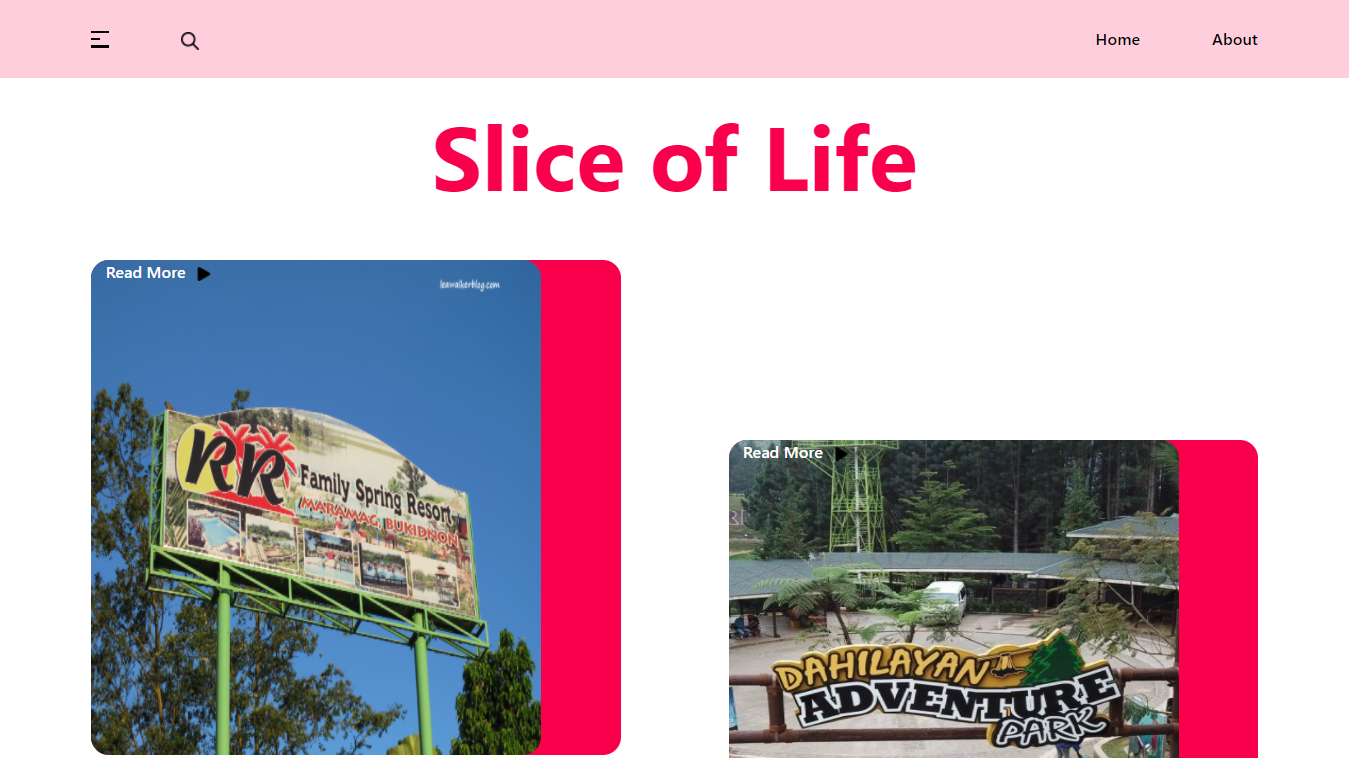 Home
About
Slice of Life
Read More
leawalkerblog.com
RR
Family Spring Resort
MARAMAG, BUKIDNON
Read More
DAHILAYAN
ADVENTURE
PARK